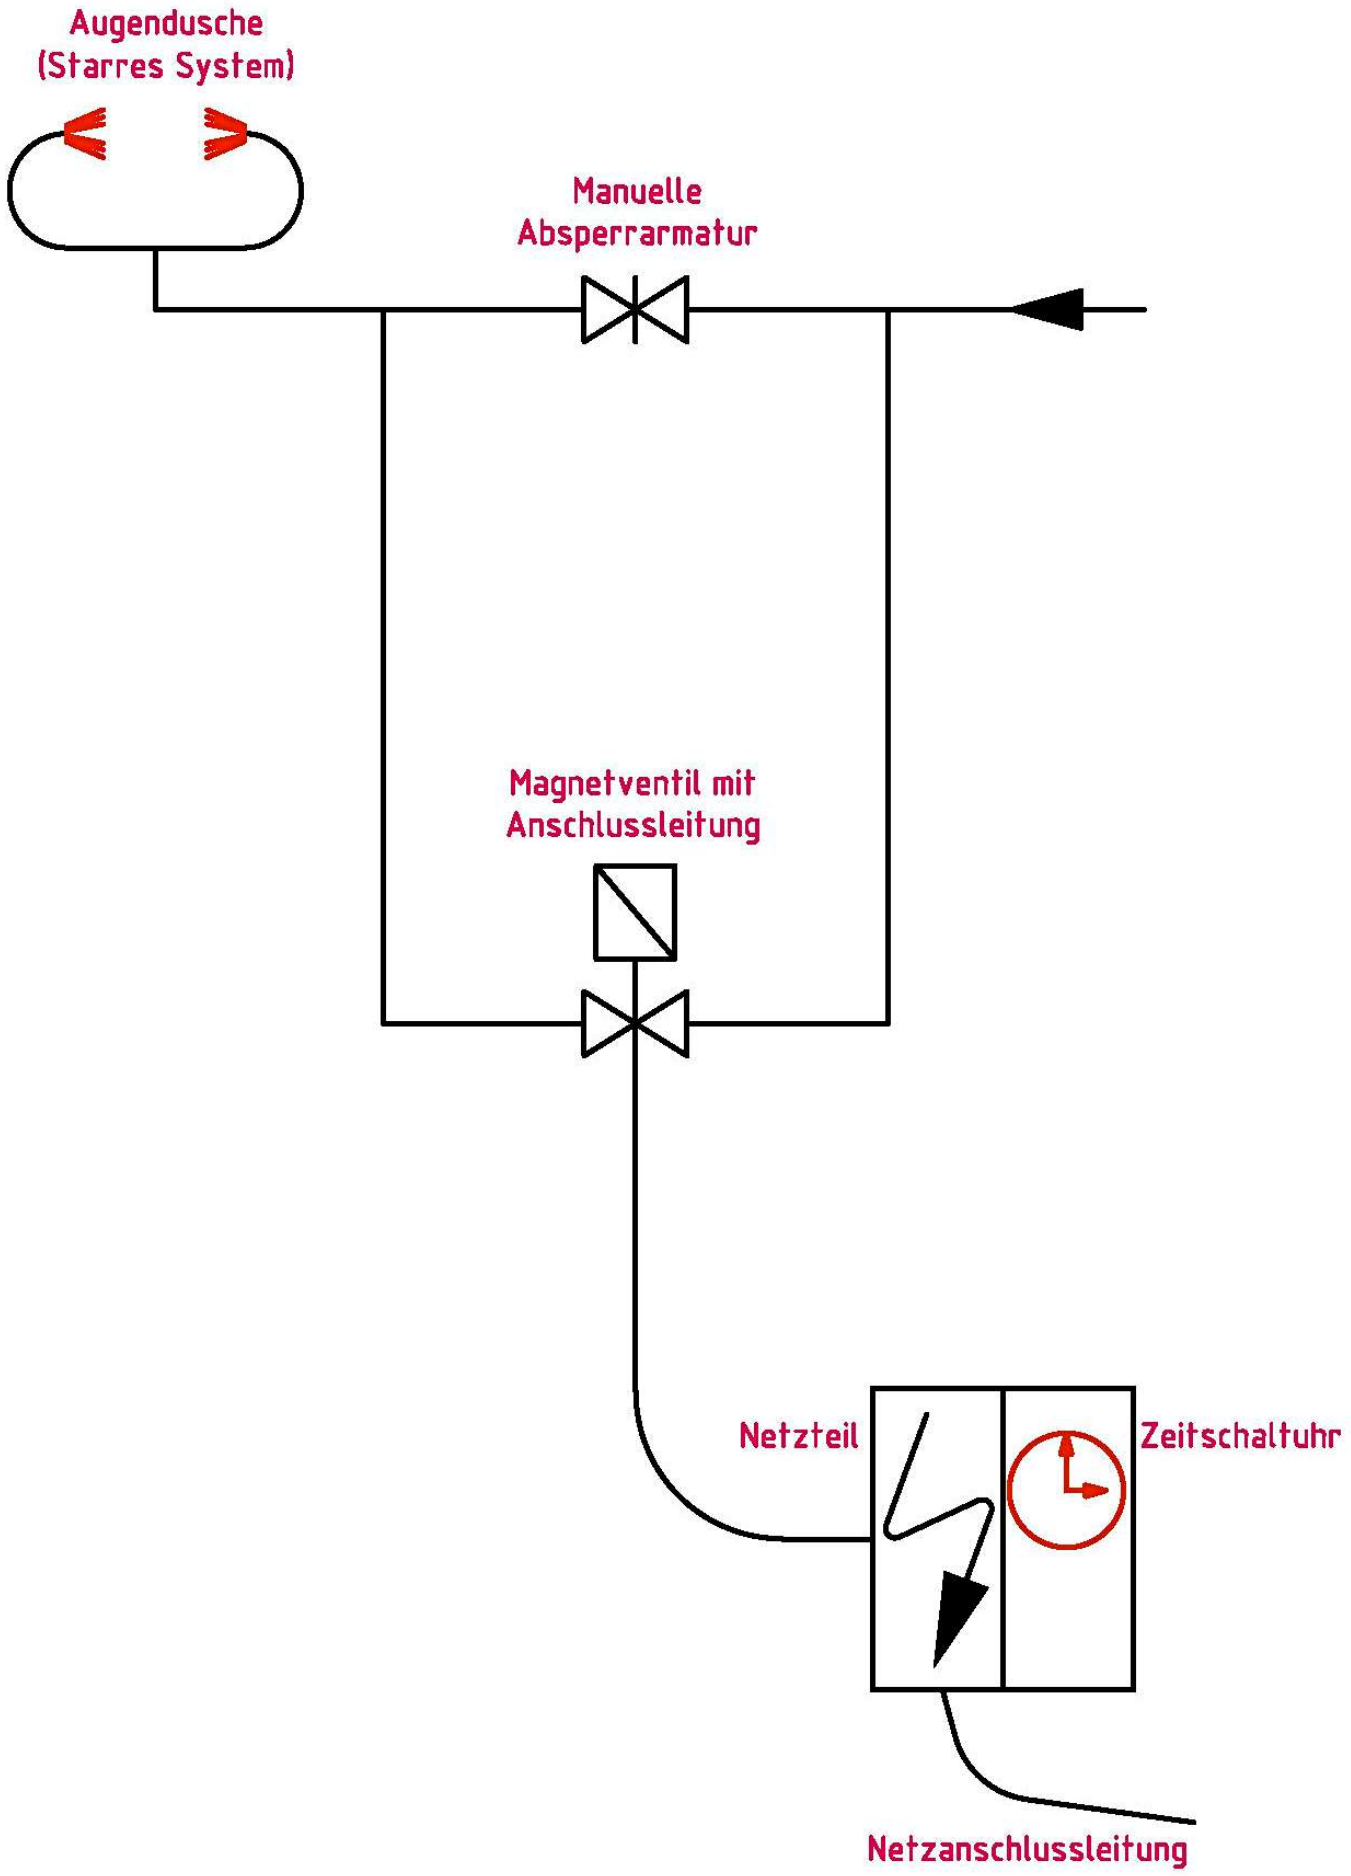 Augendusche
(Starres System)
Manuelle
Absperrarmatur
Magnetventil mit
Anschlussleitung
Netzteil
Zeitschaltuhr
Netzanschlussleitung